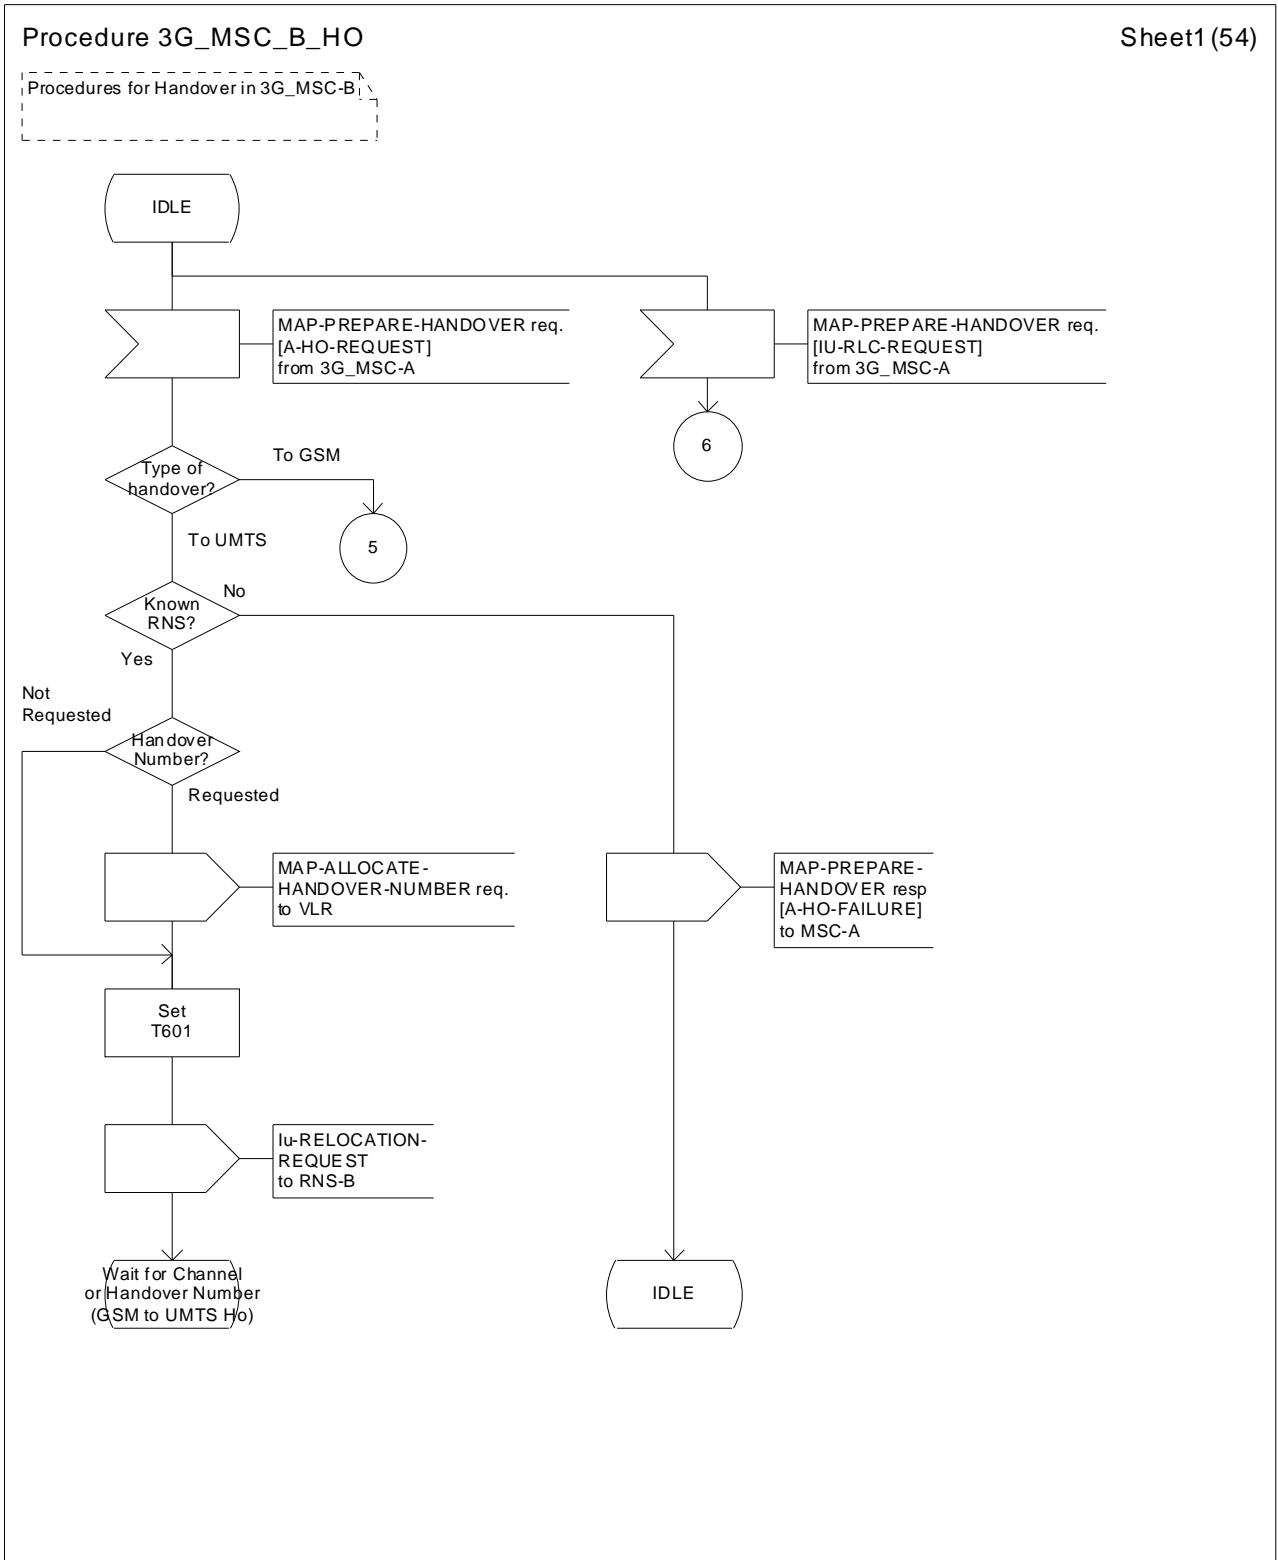 Procedure 3G_MSC_B_HO
Sheet1 (54)
Procedures for Handover in 3G_MSC-B
IDLE
MAP-PREPARE-HANDOVER req.
[A-HO-REQUEST]
from 3G_MSC-A
MAP-PREPARE-HANDOVER req.
[IU-RLC-REQUEST]
from 3G_MSC-A
6
Type of
handover?
To GSM
5
To UMTS
Known
RNS?
No
Yes
Not
Requested
Handover
Number?
Requested
MAP-ALLOCATE-
HANDOVER-NUMBER req.
to VLR
MAP-PREPARE-
HANDOVER resp
[A-HO-FAILURE]
to MSC-A
Set
T601
Iu-RELOCATION-
REQUEST
to RNS-B
Wait for Channel
or Handover Number
(GSM to UMTS Ho)
IDLE